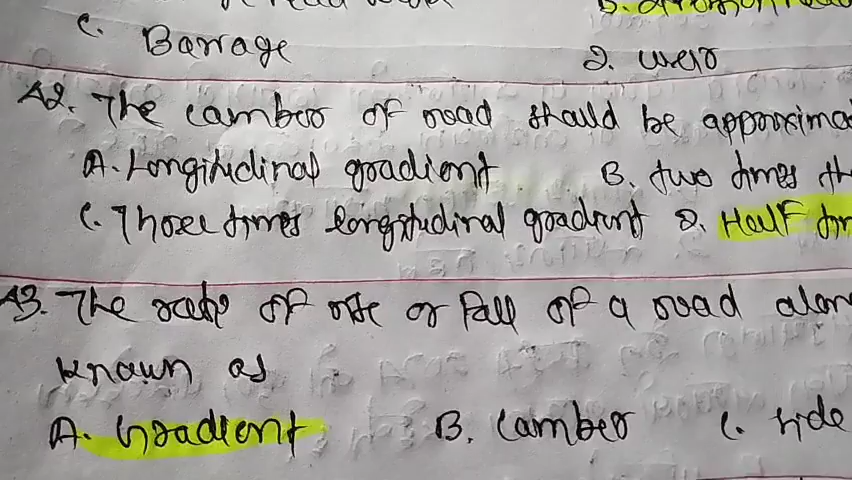 C. Barrage D. weir
42. The camber of road should be approxima
A. Longitudinal gradient B. two times th
C. Three times longitudinal gradient D. Half tim
43. The rate of rise or fall of a road alon
known as
A. Gradient B. Camber C. tide